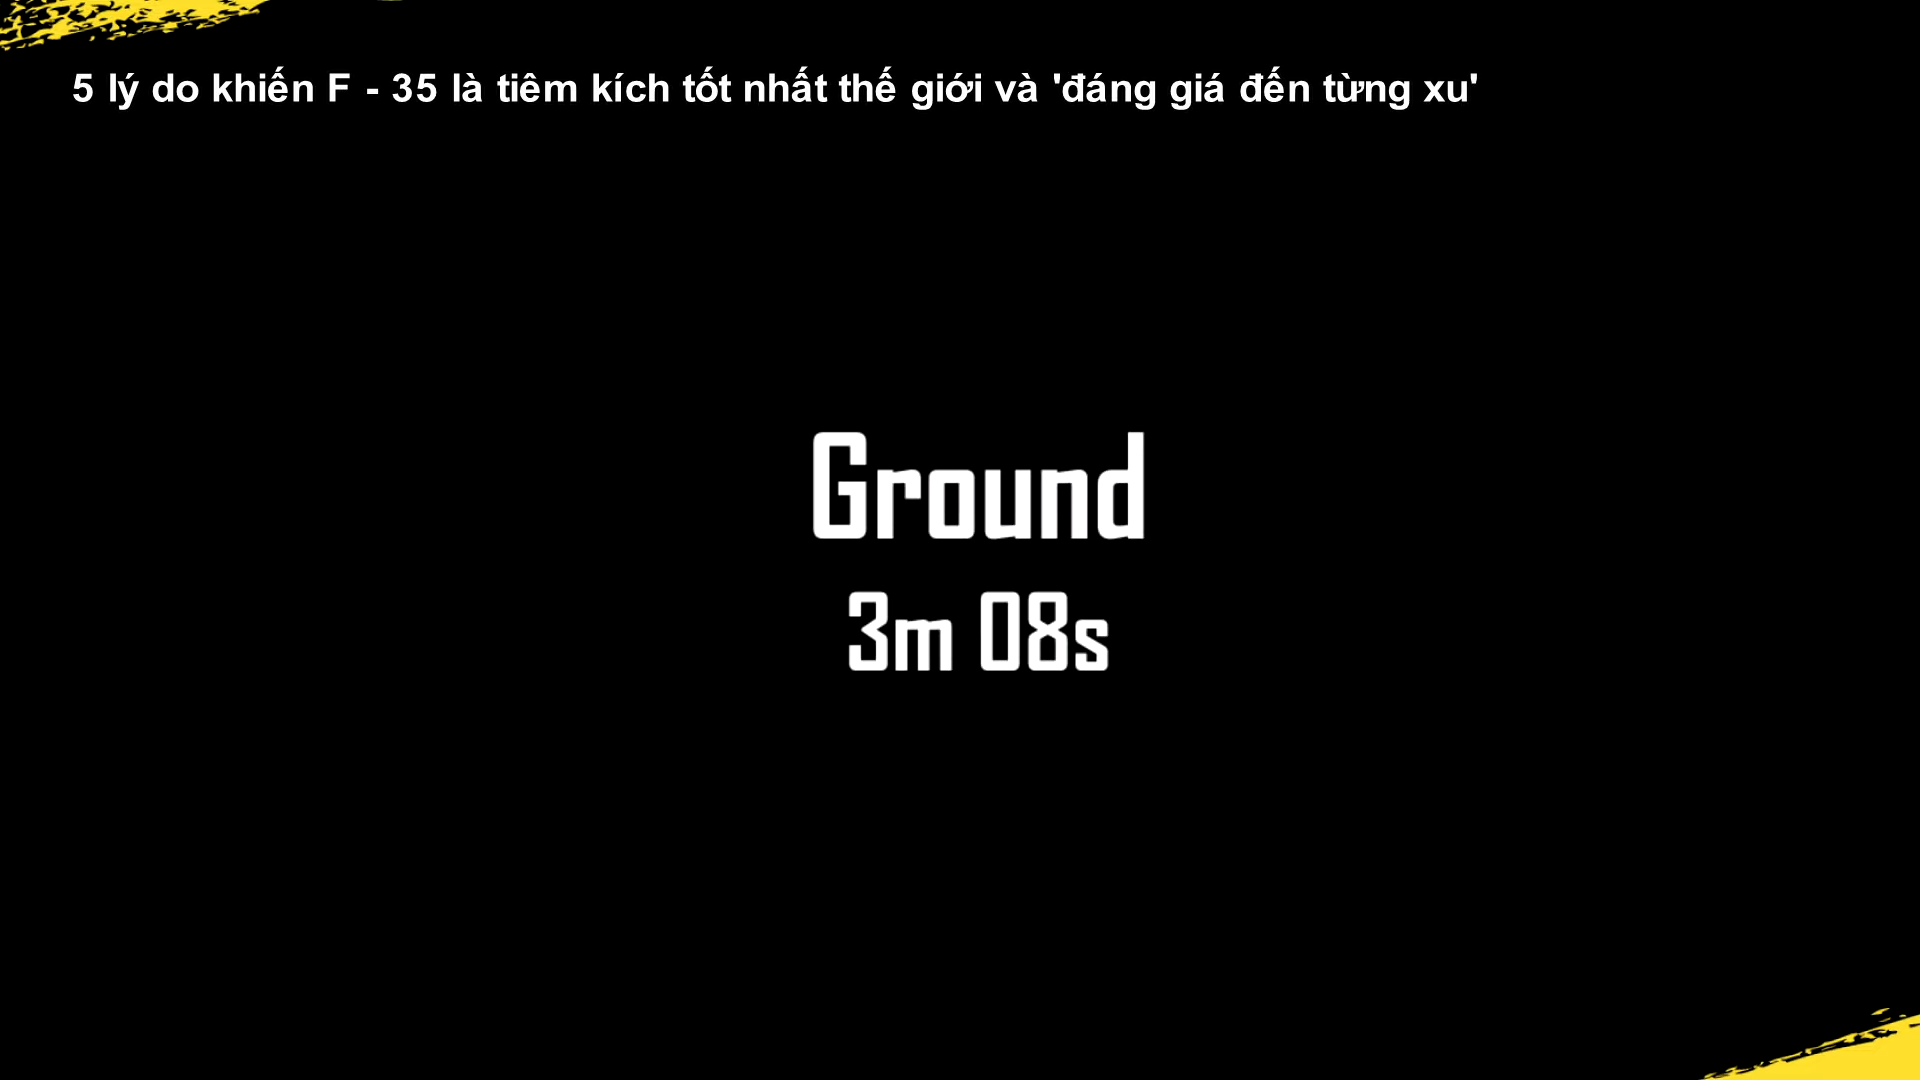 5 lý do khiến F - 35 là tiêm kích tốt nhất thế giới và 'đáng giá đến từng xu'
Ground
3m 08s